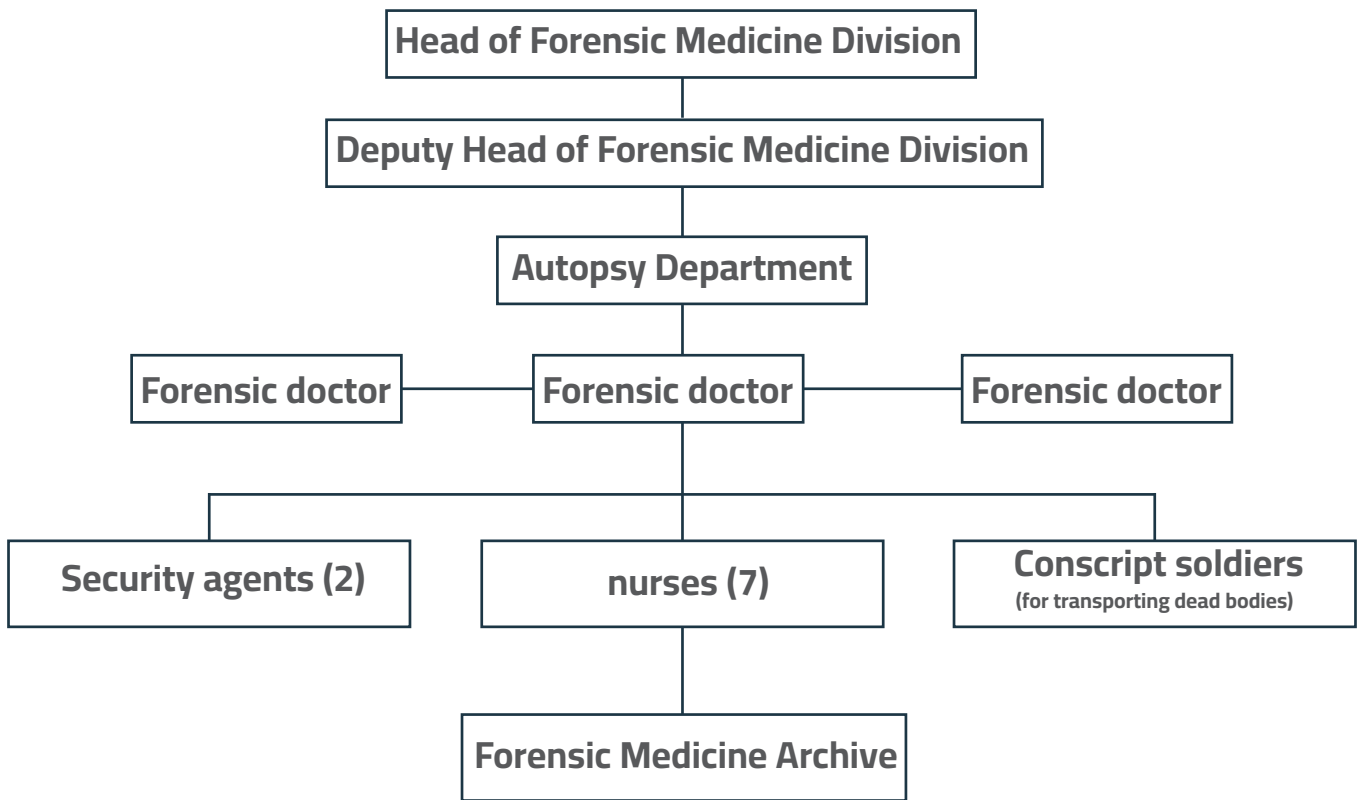 Head of Forensic Medicine Division
Deputy Head of Forensic Medicine Division
Autopsy Department
Forensic doctor
Forensic doctor
Forensic doctor
Security agents (2)
nurses (7)
Conscript soldiers
(for transporting dead bodies)
Forensic Medicine Archive